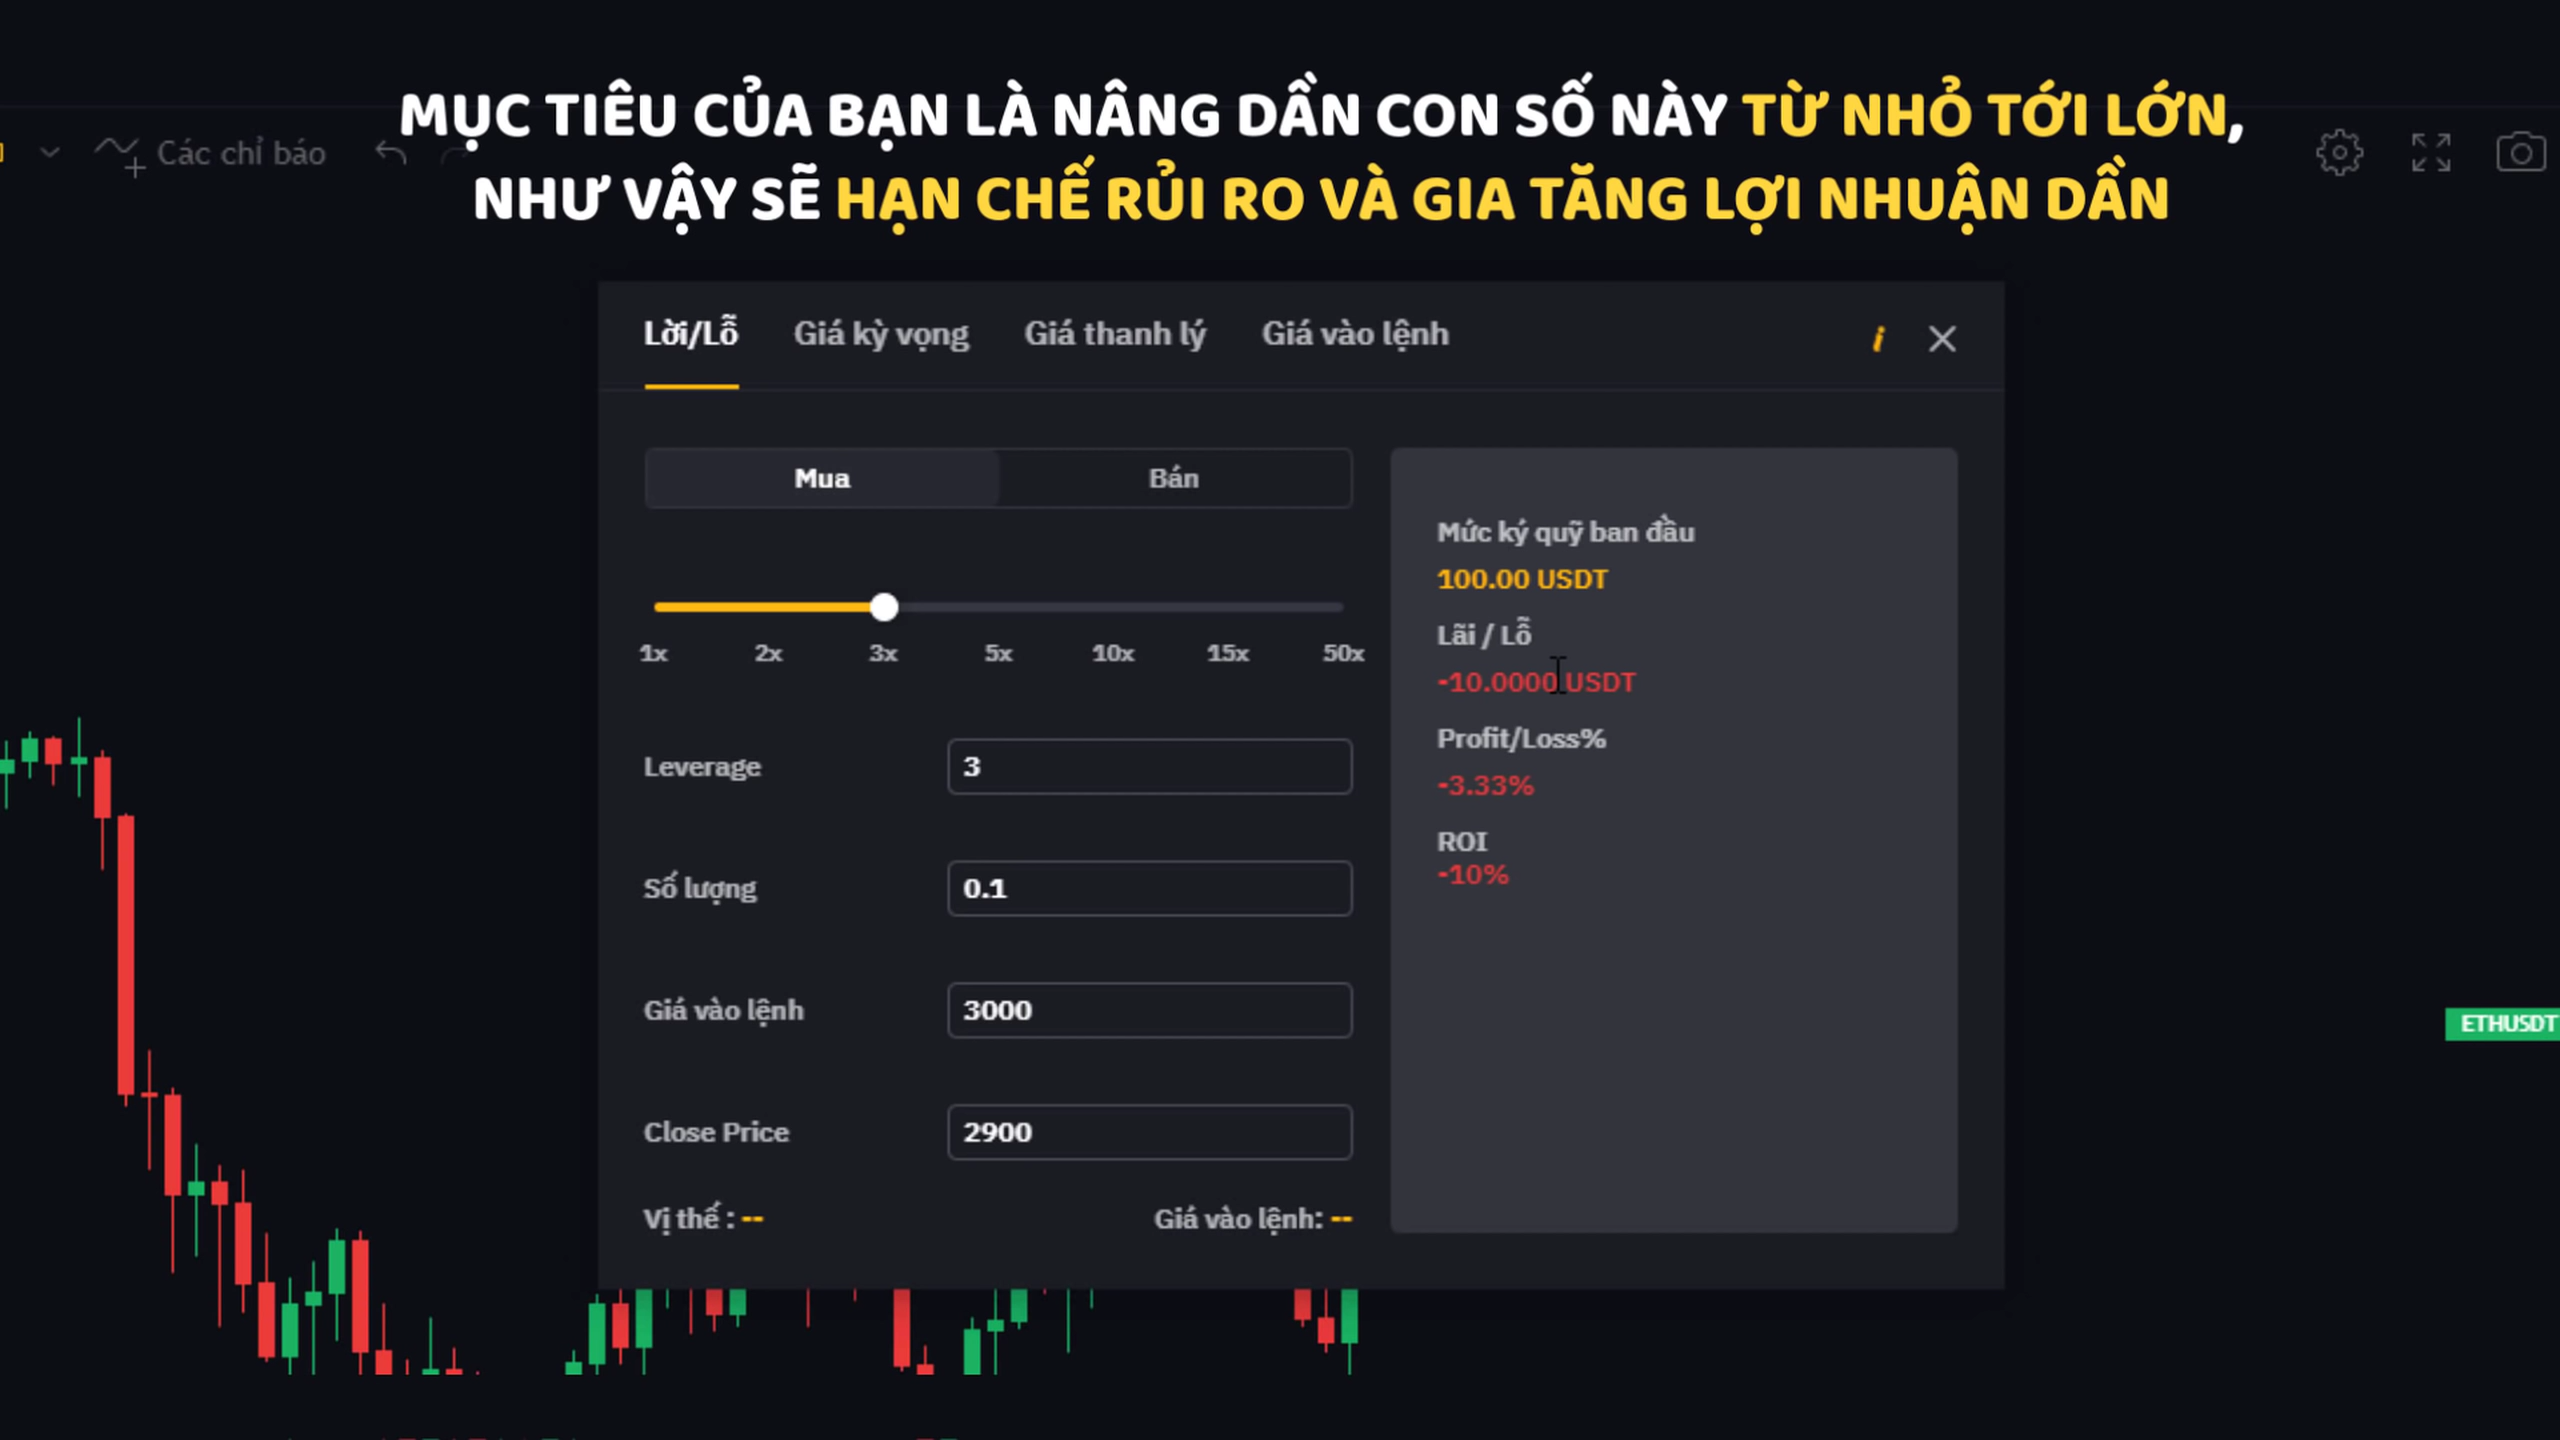 MỤC TIÊU CỦA BẠN LÀ NÂNG DẦN CON SỐ NÀY TỪ NHỎ TỚI LỚN,
NHƯ VẬY SẼ HẠN CHẾ RỦI RO VÀ GIA TĂNG LỢI NHUẬN DẦN
Các chỉ báo
Lời/Lỗ Giá kỳ vọng Giá thanh lý Giá vào lệnh
Mua Bán
1x 2x 3x 5x 10x 15x 50x
Leverage 3
Số lượng 0.1
Giá vào lệnh 3000
Close Price 2900
Vị thế : -- Giá vào lệnh: --
Mức ký quỹ ban đầu
100.00 USDT
Lãi / Lỗ
-10.0000 USDT
Profit/Loss%
-3.33%
ROI
-10%
ETHUSDT